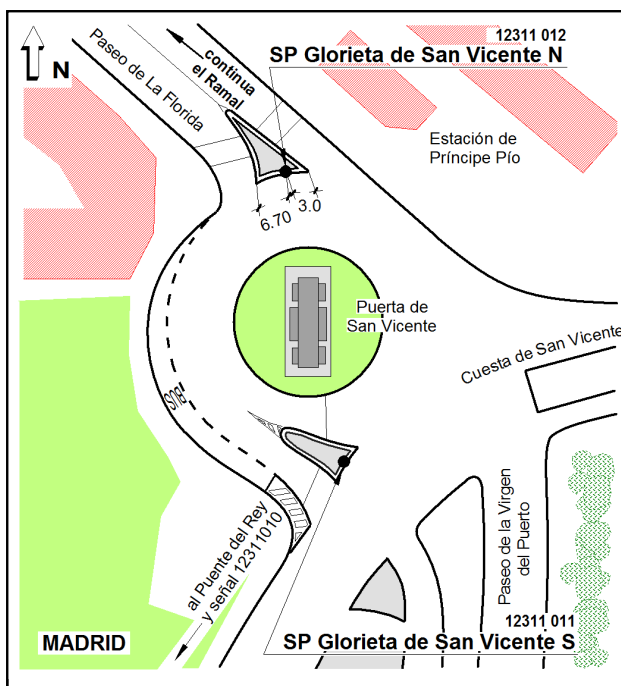 12311 012
SP Glorieta de San Vicente N
N
Paseo de La Florida
continua
el Ramal
Estación de
Príncipe Pío
6.70
3.0
Puerta de
San Vicente
Cuesta de San Vicente
BUS
Paseo de la Virgen
del Puerto
al Puente del Rey
y señal 12311010
12311 011
SP Glorieta de San Vicente S
MADRID